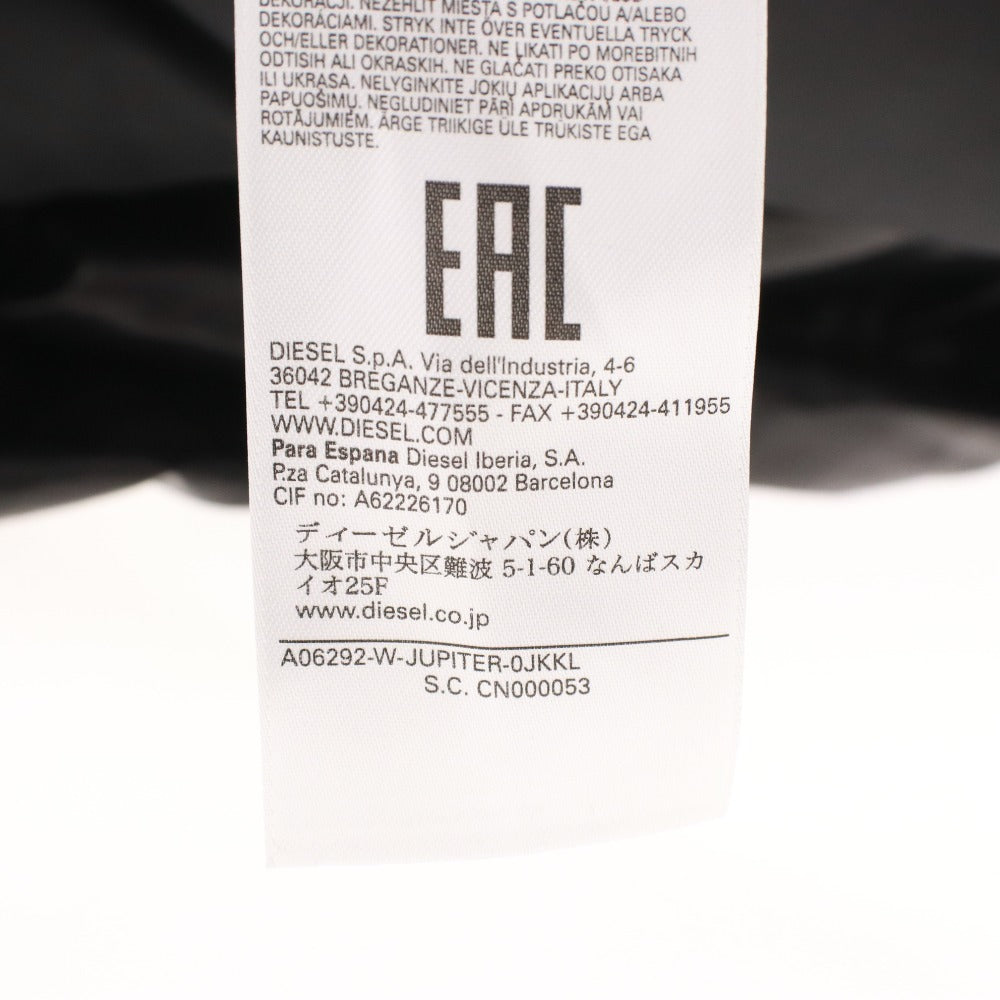 DEKORACJI. NEŽEHLIT MIESTA S POTLAČOU A/ALEBO
DEKORÁCIAMI. STRYK INTE ÖVER EVENTUELLA TRYCK
OCH/ELLER DEKORATIONER. NE ĻIKATI PO MOREBITNIH
ODTISIH ALI OKRASKIH. NE GLAČATI PREKO OTISAKA
ILI UKRASA. NELYGINKITE JOKIŲ APLIKACIJŲ ARBA
PAPUOŠIMŲ. NEGLUDINIET PĀRĪ APDRUKĀM VAI
ROTĀJUMIEM. ÄRGE TRIIKIGE ÜLE TRÜKISTE EGA
KAUNISTUSTE.
EAC
DIESEL S.p.A. Via dell'Industria, 4-6
36042 BREGANZE-VICENZA-ITALY
TEL +390424-477555 - FAX +390424-411955
WWW.DIESEL.COM
Para Espana Diesel Iberia, S.A.
P.za Catalunya, 9 08002 Barcelona
CIF no: A62226170
ディーゼルジャパン(株)
大阪市中央区難波 5-1-60 なんばスカ
イオ25F
www.diesel.co.jp
A06292-W-JUPITER-0JKKL
S.C. CN000053